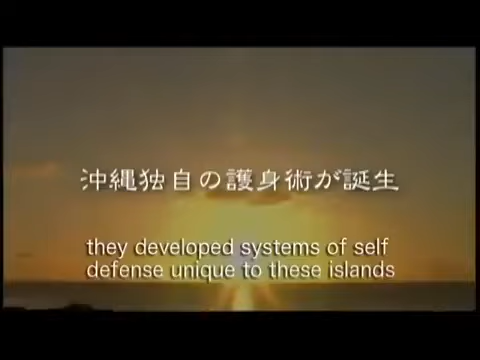 沖縄独自の護身術が誕生
they developed systems of self
defense unique to these islands